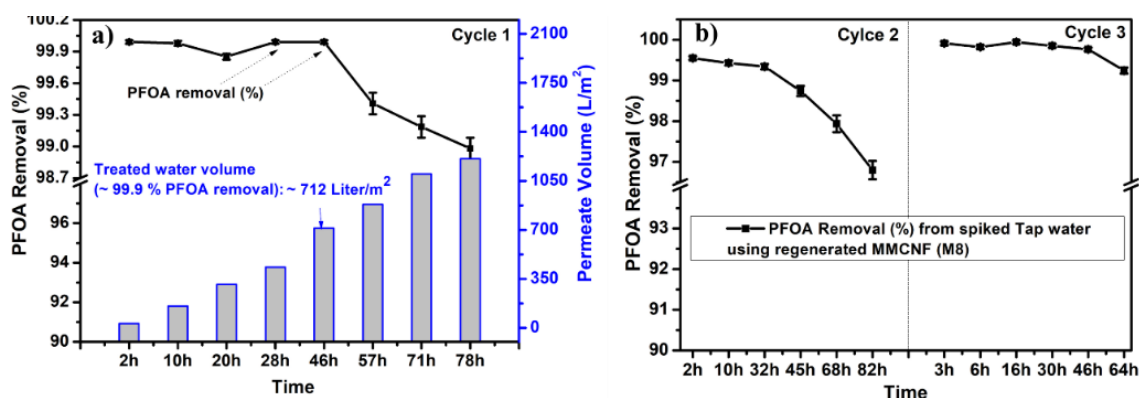 a)
Cycle 1
PFOA Removal (%)
100.2
99.9
99.6
99.3
99.0
98.7
96
94
92
90
PFOA removal (%)
Treated water volume
(~ 99.9 % PFOA removal): ~ 712 Liter/m²
2h 10h 20h 28h 46h 57h 71h 78h
Time
2100
1750
1400
1050
700
350
0
Permeate Volume (L/m²)
b)
Cylce 2
Cycle 3
PFOA Removal (%)
100
99
98
97
93
92
91
90
PFOA Removal (%) from spiked Tap water
using regenerated MMCNF (M8)
2h 10h 32h 45h 68h 82h 3h 6h 16h 30h 46h 64h
Time